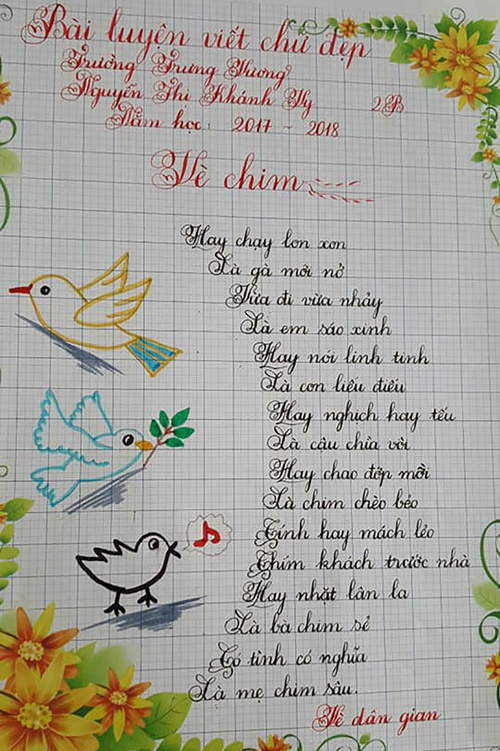 Bài luyện viết chữ đẹp
Trường Trưng Vương
Nguyễn Thị Khánh Vy 2B
Năm học: 2017 - 2018
Vè chim
Hay chạy lon xon
Là gà mới nở
Vừa đi vừa nhảy
Là em sáo xinh
Hay nói linh tinh
Là con liếu điếu
Hay nghịch hay tếu
Là cậu chìa vôi
Hay chao đớp mồi
Là chim chèo bẻo
Tính hay mách lẻo
Thím khách trước nhà
Hay nhặt lân la
Là bà chim sẻ
Có tình có nghĩa
Là mẹ chim sâu.
Vè dân gian